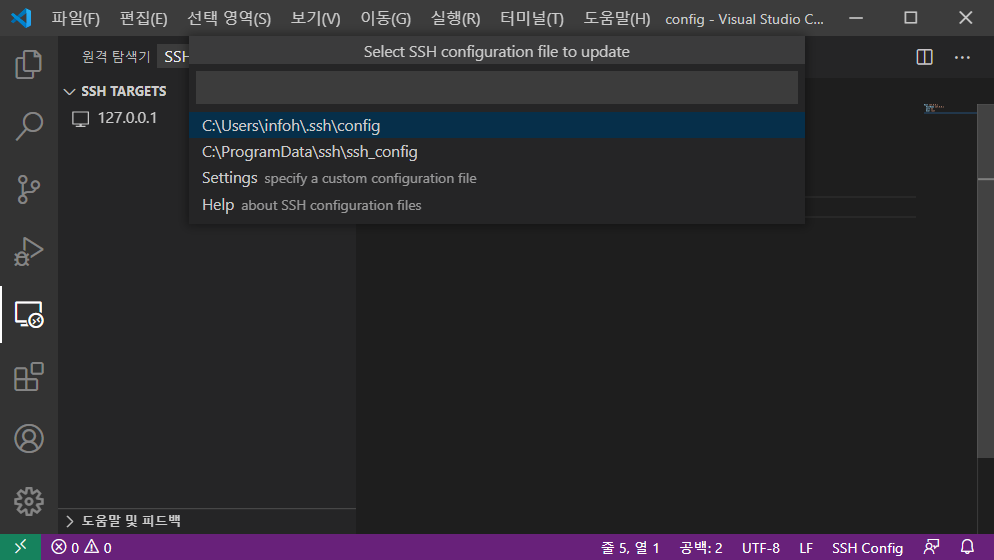 파일(F) 편집(E) 선택 영역(S) 보기(V) 이동(G) 실행(R) 터미널(T) 도움말(H) config - Visual Studio C...
원격 탐색기 SSH
Select SSH configuration file to update
SSH TARGETS
127.0.0.1
C:\Users\infoh\.ssh\config
C:\ProgramData\ssh\ssh_config
Settings specify a custom configuration file
Help about SSH configuration files
도움말 및 피드백
0 0 줄 5, 열 1 공백: 2 UTF-8 LF SSH Config